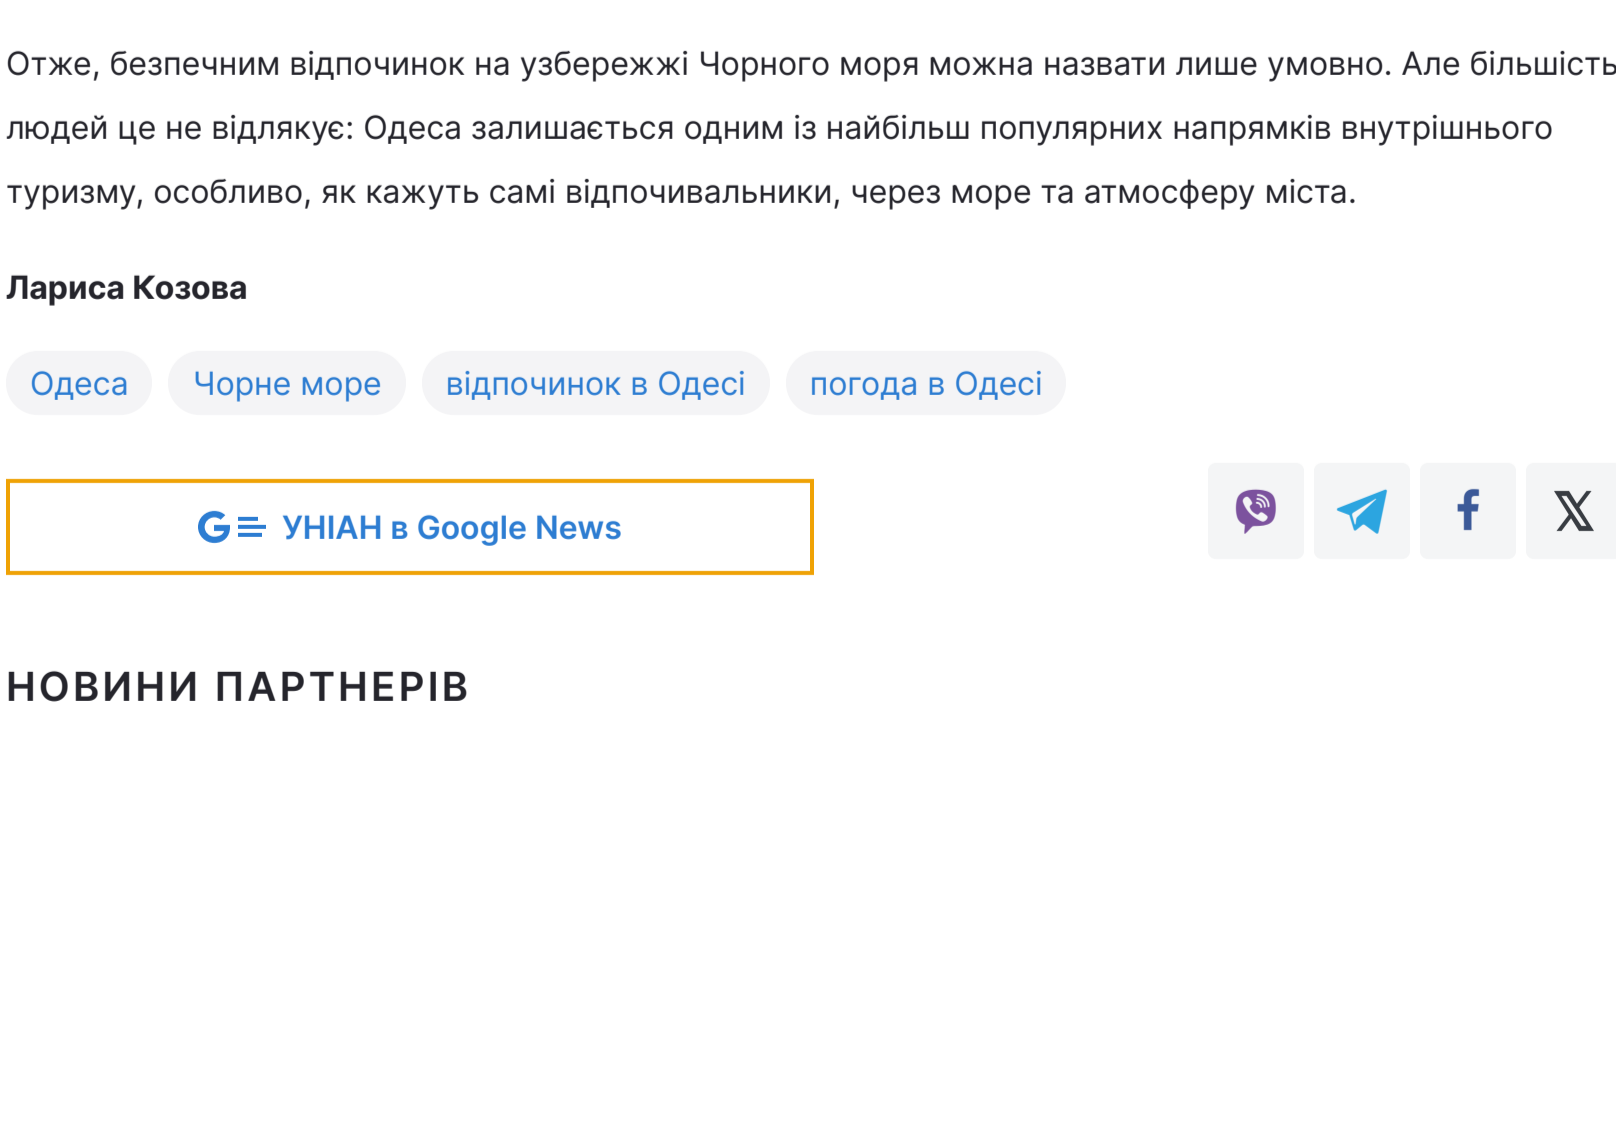 Отже, безпечним відпочинок на узбережжі Чорного моря можна назвати лише умовно. Але більшість
людей це не відлякує: Одеса залишається одним із найбільш популярних напрямків внутрішнього
туризму, особливо, як кажуть самі відпочивальники, через море та атмосферу міста.
Лариса Козова
Одеса
Чорне море
відпочинок в Одесі
погода в Одесі
УНІАН в Google News
НОВИНИ ПАРТНЕРІВ